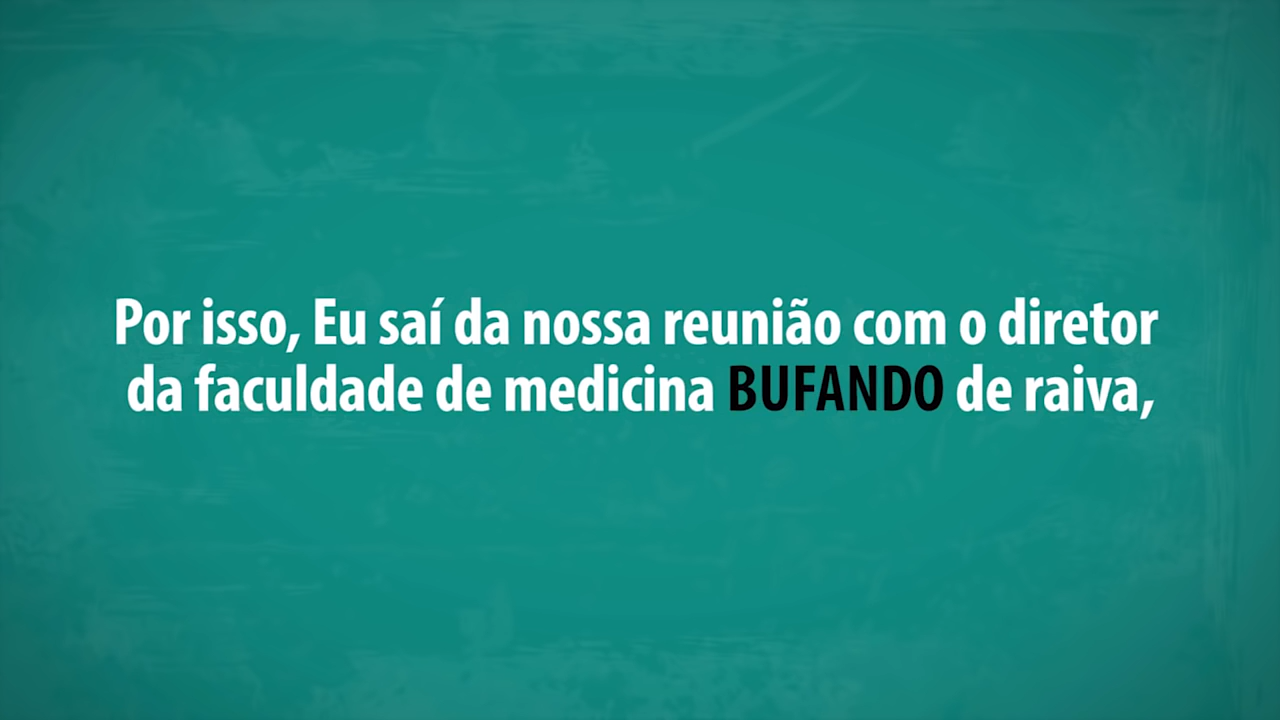 Por isso, Eu saí da nossa reunião com o diretor
da faculdade de medicina BUFANDO de raiva,